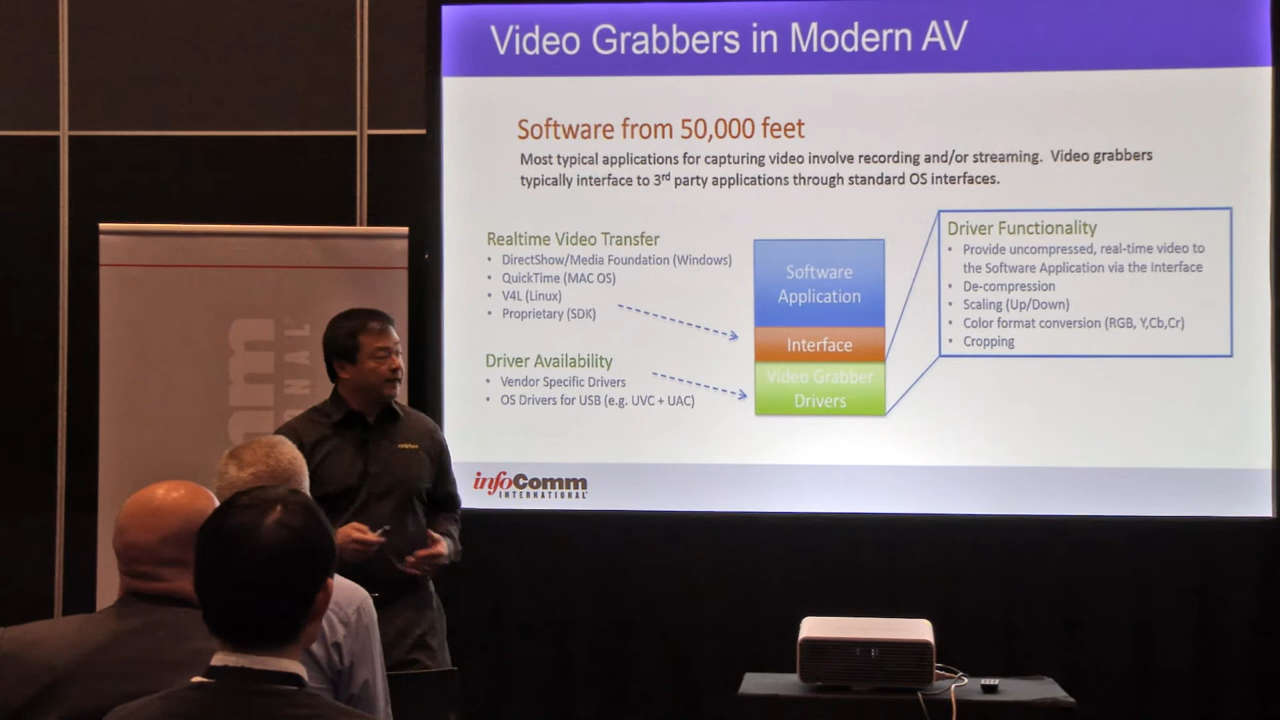 Video Grabbers in Modern AV
Software from 50,000 feet
Most typical applications for capturing video involve recording and/or streaming. Video grabbers
typically interface to 3rd party applications through standard OS interfaces.
Realtime Video Transfer
• DirectShow/Media Foundation (Windows)
• QuickTime (MAC OS)
• V4L (Linux)
• Proprietary (SDK)
Driver Availability
• Vendor Specific Drivers
• OS Drivers for USB (e.g. UVC + UAC)
Software
Application
Interface
Video Grabber
Drivers
Driver Functionality
• Provide uncompressed, real-time video to
the Software Application via the Interface
• De-compression
• Scaling (Up/Down)
• Color format conversion (RGB, Y,Cb,Cr)
• Cropping
infoComm
INTERNATIONAL